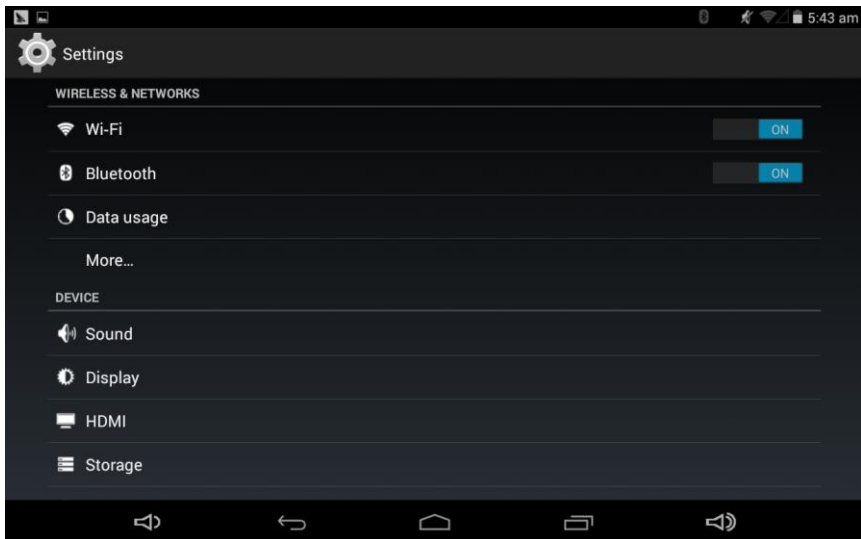 5:43 am
Settings
WIRELESS & NETWORKS
Wi-Fi ON
Bluetooth ON
Data usage
More...
DEVICE
Sound
Display
HDMI
Storage